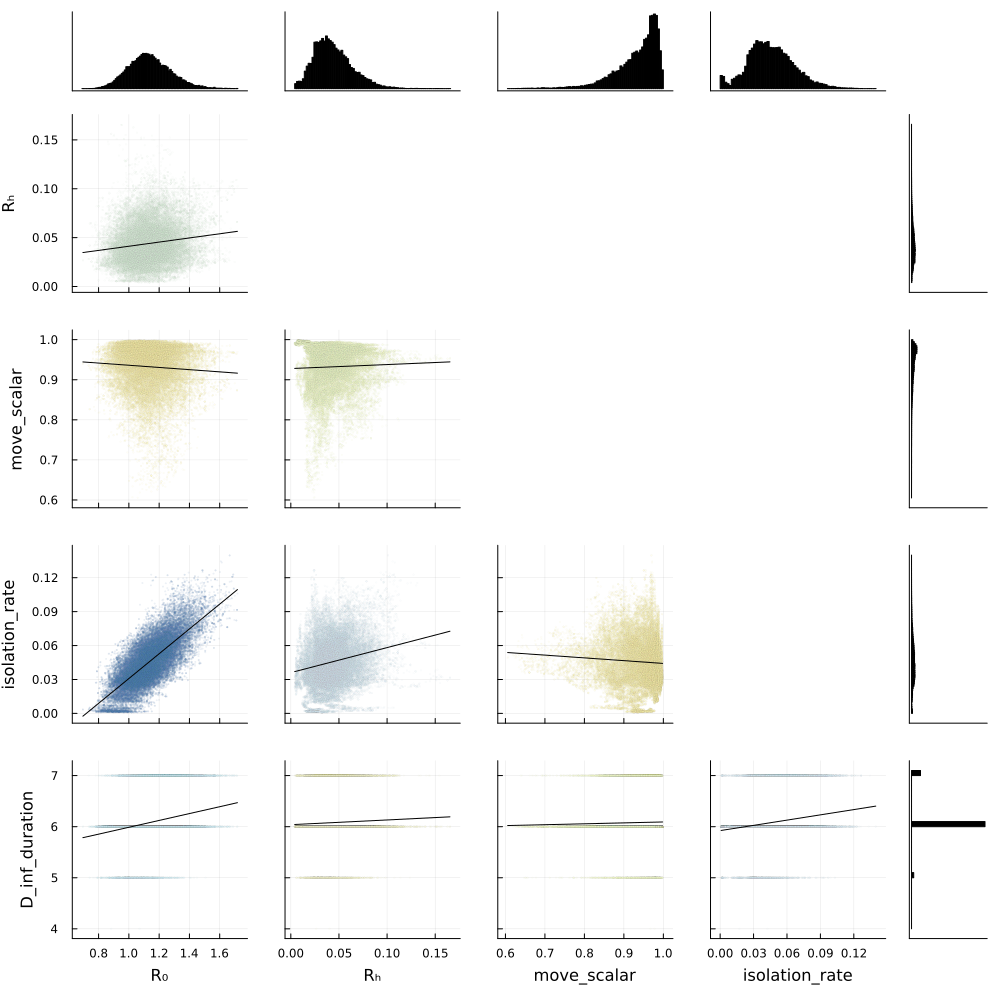 Rₕ
0.15
0.10
0.05
0.00
move_scalar
1.0
0.9
0.8
0.7
0.6
isolation_rate
0.12
0.09
0.06
0.03
0.00
D_inf_duration
7
6
5
4
0.8 1.0 1.2 1.4 1.6
0.00 0.05 0.10 0.15
0.6 0.7 0.8 0.9 1.0
0.00 0.03 0.06 0.09 0.12
R₀
Rₕ
move_scalar
isolation_rate